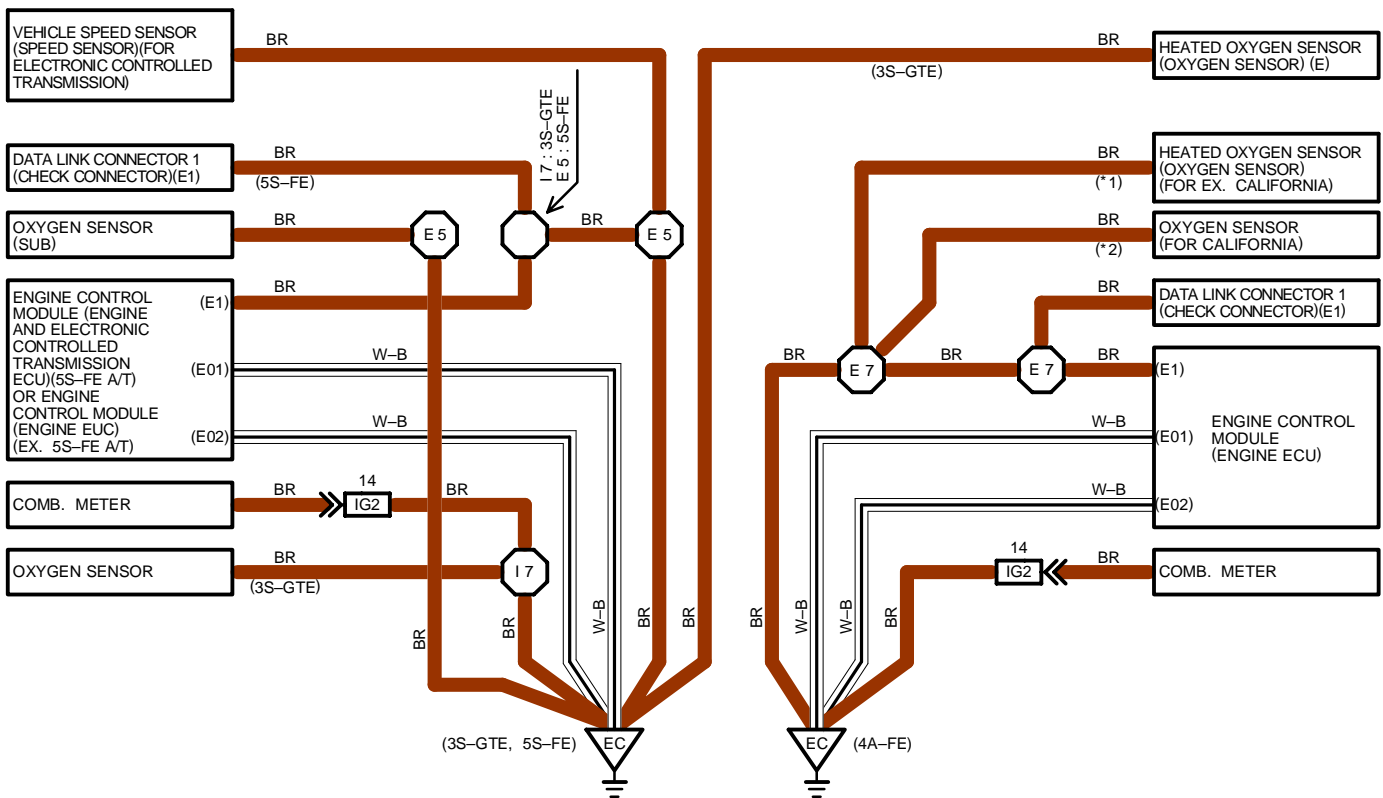 VEHICLE SPEED SENSOR
(SPEED SENSOR)(FOR
ELECTRONIC CONTROLLED
TRANSMISSION)
BR
BR
BR
(3S–GTE)
HEATED OXYGEN SENSOR
(OXYGEN SENSOR) (E)
I 7 : 3S–GTE
E 5 : 5S–FE
DATA LINK CONNECTOR 1
(CHECK CONNECTOR)(E1)
BR
(5S–FE)
BR
(*1)
HEATED OXYGEN SENSOR
(OXYGEN SENSOR)
(FOR EX. CALIFORNIA)
OXYGEN SENSOR
(SUB)
BR
E 5
BR
E 5
BR
(*2)
OXYGEN SENSOR
(FOR CALIFORNIA)
ENGINE CONTROL
MODULE (ENGINE
AND ELECTRONIC
CONTROLLED
TRANSMISSION
ECU)(5S–FE A/T)
OR ENGINE
CONTROL MODULE
(ENGINE EUC)
(EX. 5S–FE A/T)
(E1)
BR
(E01)
W–B
(E02)
W–B
BR
DATA LINK CONNECTOR 1
(CHECK CONNECTOR)(E1)
BR
E 7
BR
E 7
BR
(E1)
W–B
(E01)
W–B
(E02)
ENGINE CONTROL
MODULE
(ENGINE ECU)
COMB. METER
BR
14
IG2
BR
OXYGEN SENSOR
BR
(3S–GTE)
I 7
14
IG2
BR
COMB. METER
BR
BR
W–B
BR
BR
BR
W–B
W–B
BR
(3S–GTE, 5S–FE)
EC
EC
(4A–FE)